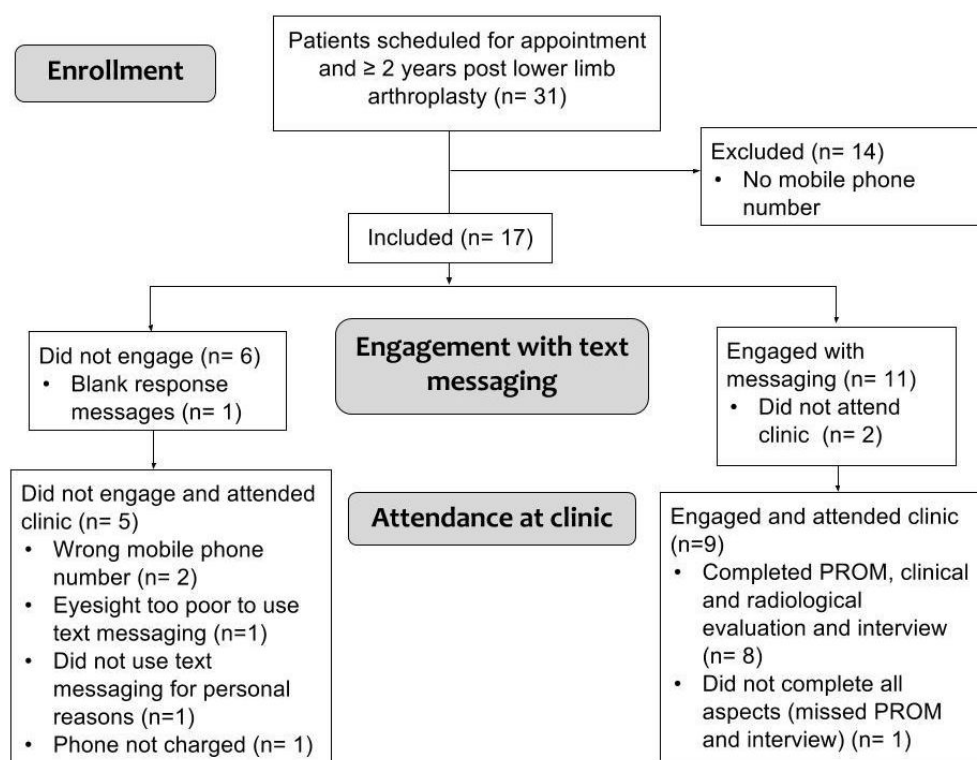 Enrollment
Patients scheduled for appointment
and ≥ 2 years post lower limb
arthroplasty (n= 31)
Excluded (n= 14)
• No mobile phone
number
Included (n= 17)
Did not engage (n= 6)
• Blank response
messages (n= 1)
Engagement with text
messaging
Engaged with
messaging (n= 11)
• Did not attend
clinic (n= 2)
Did not engage and attended
clinic (n= 5)
• Wrong mobile phone
number (n= 2)
• Eyesight too poor to use
text messaging (n=1)
• Did not use text
messaging for personal
reasons (n=1)
• Phone not charged (n= 1)
Attendance at clinic
Engaged and attended clinic
(n=9)
• Completed PROM, clinical
and radiological
evaluation and interview
(n= 8)
• Did not complete all
aspects (missed PROM
and interview) (n= 1)